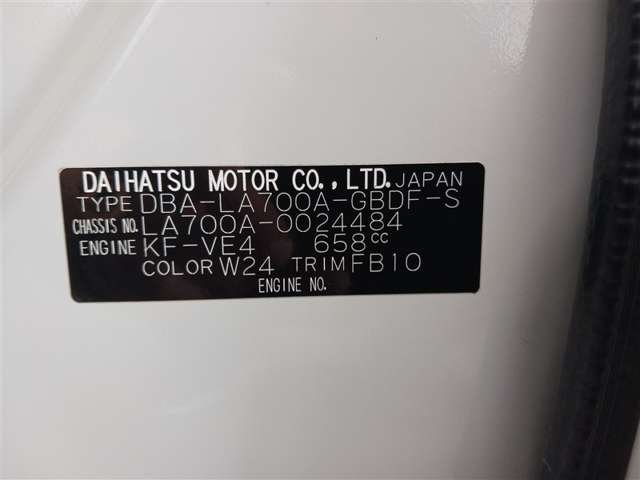 DAIHATSU MOTOR CO., LTD. JAPAN
TYPE DBA-LA700A-GBDF-S
CHASSIS NO. LA700A-0024484
ENGINE KF-VE4 658cc
COLOR W24 TRIM FB10
ENGINE NO.